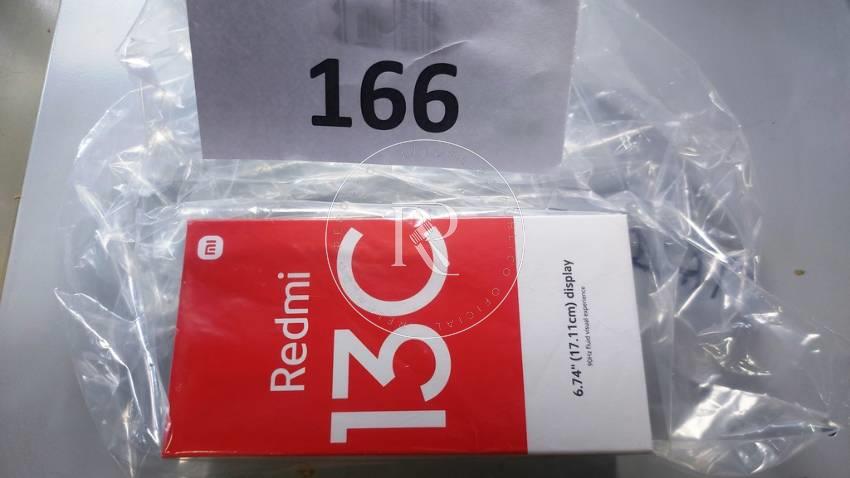 166
mi
Redmi
13C
6.74" (17.11cm) display
90Hz fluid visual experience